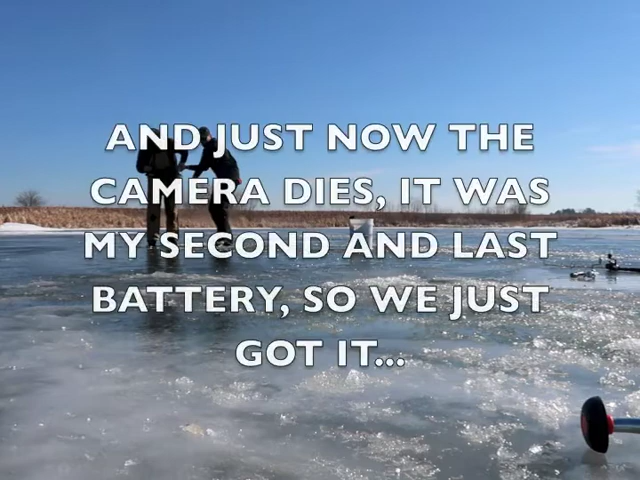 AND JUST NOW THE
CAMERA DIES, IT WAS
MY SECOND AND LAST
BATTERY, SO WE JUST
GOT IT...